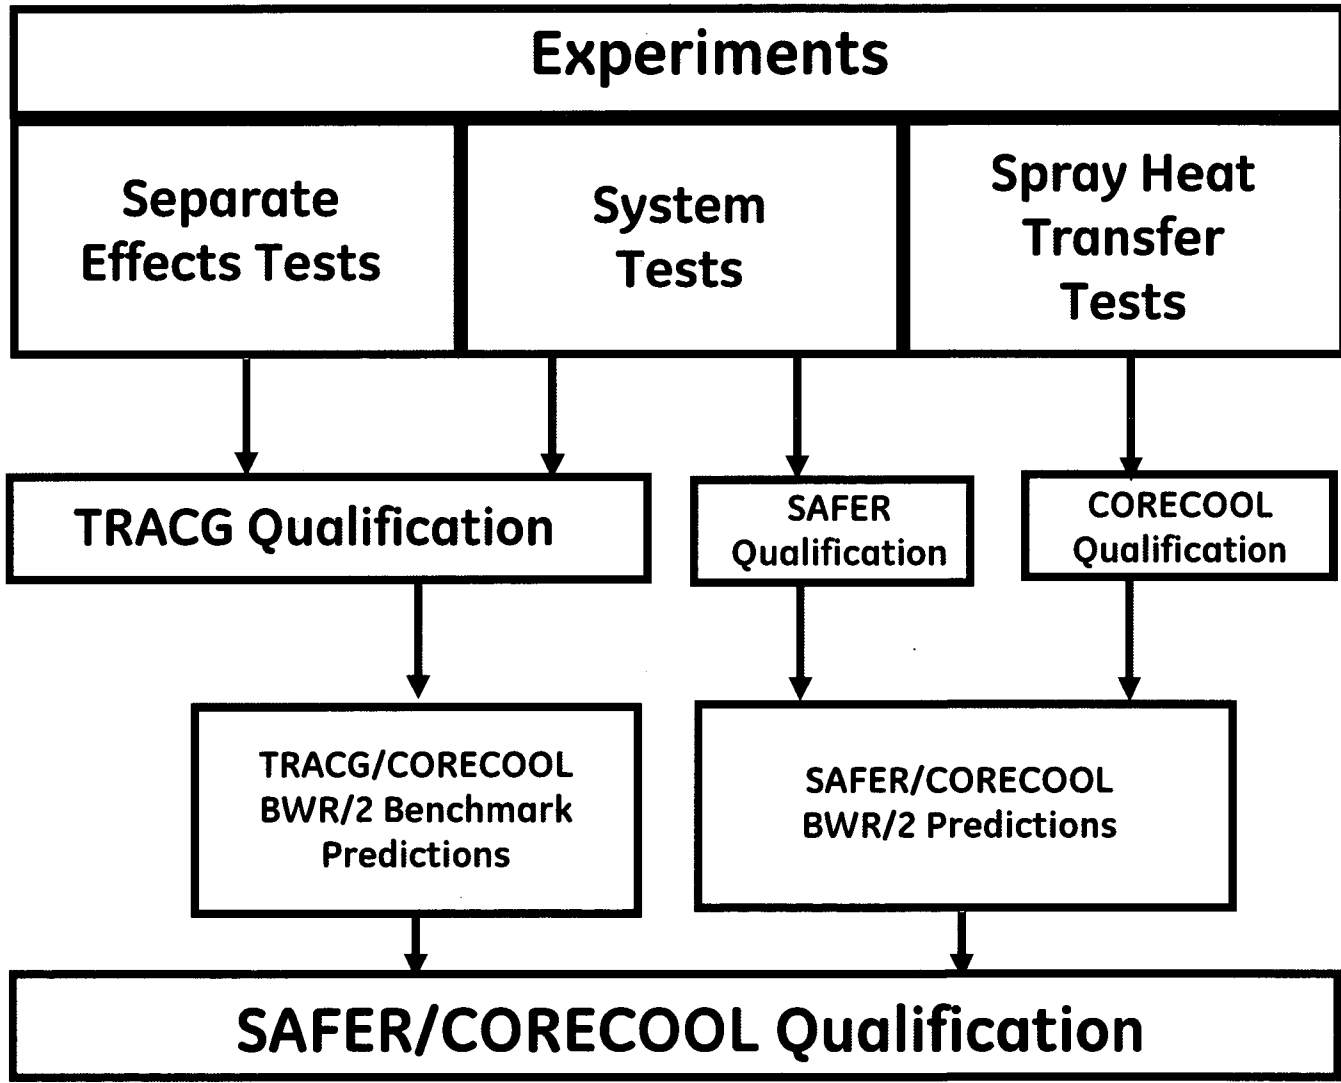 Experiments
Separate
Effects Tests
System
Tests
Spray Heat
Transfer
Tests
TRACG Qualification
SAFER
Qualification
CORECOOL
Qualification
TRACG/CORECOOL
BWR/2 Benchmark
Predictions
SAFER/CORECOOL
BWR/2 Predictions
SAFER/CORECOOL Qualification